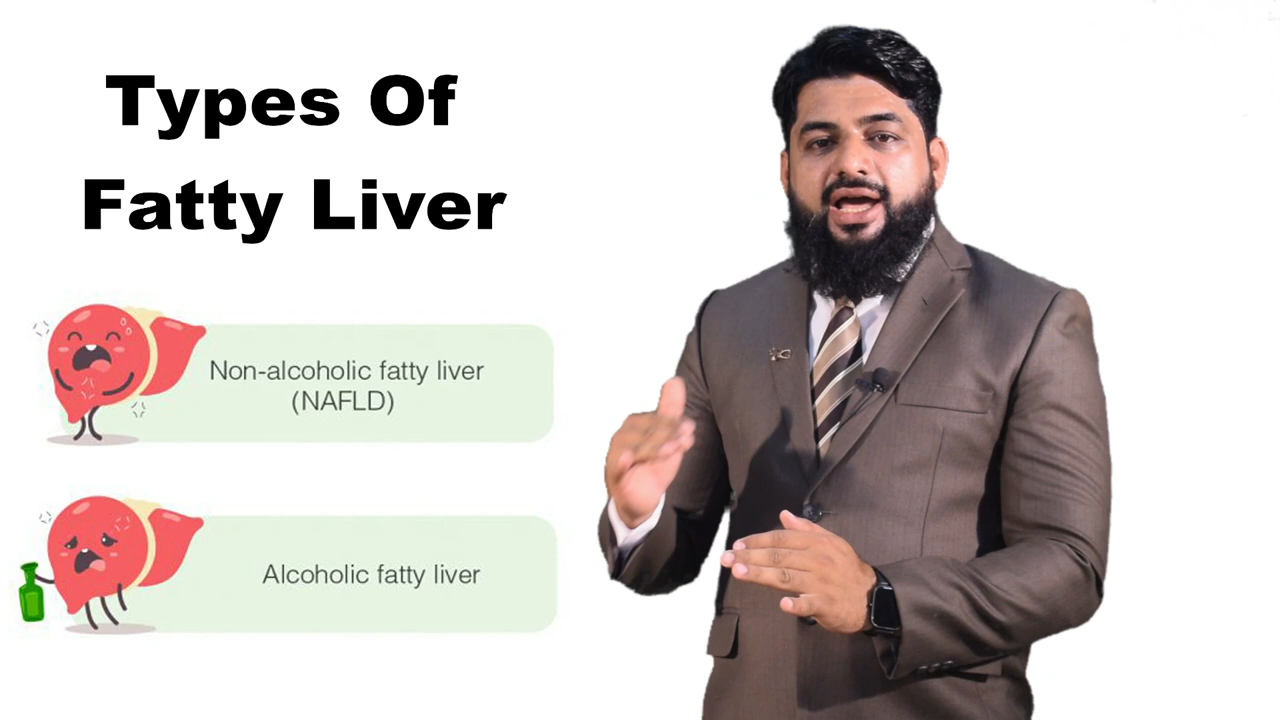 Types Of
Fatty Liver
Non-alcoholic fatty liver
(NAFLD)
Alcoholic fatty liver